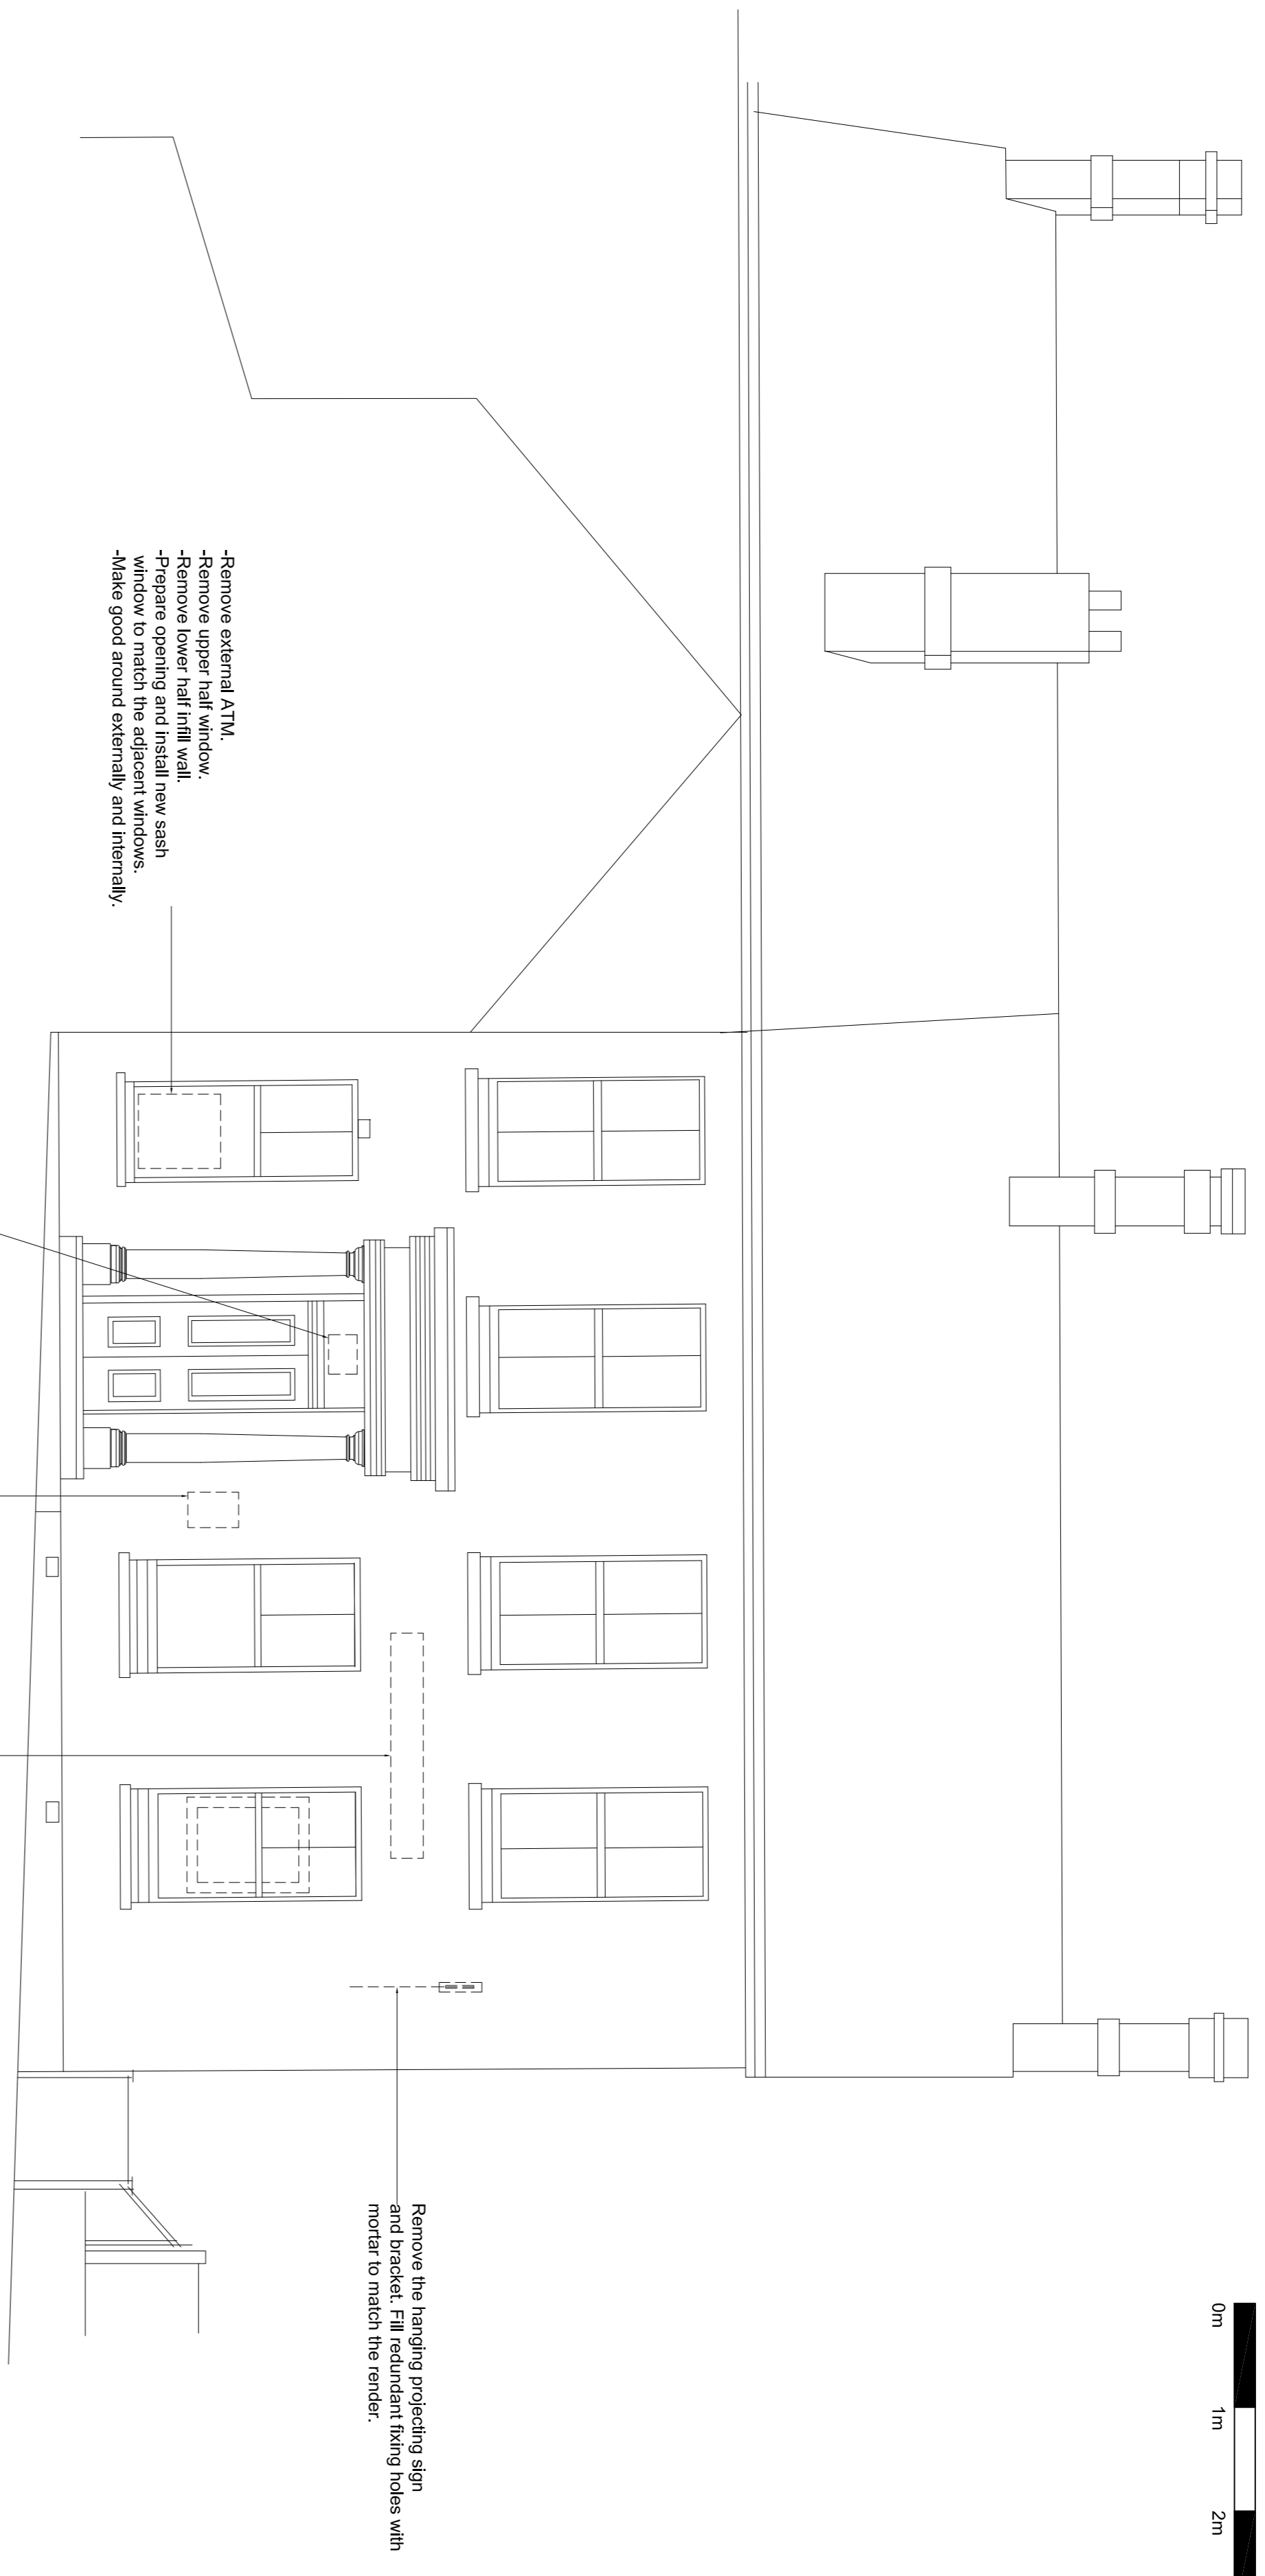 -Remove external ATM.
-Remove upper half window.
-Remove lower half infill wall.
-Prepare opening and install new sash
window to match the adjacent windows.
-Make good around externally and internally.
Remove the hanging projecting sign
and bracket. Fill redundant fixing holes with
mortar to match the render.
0m
1m
2m